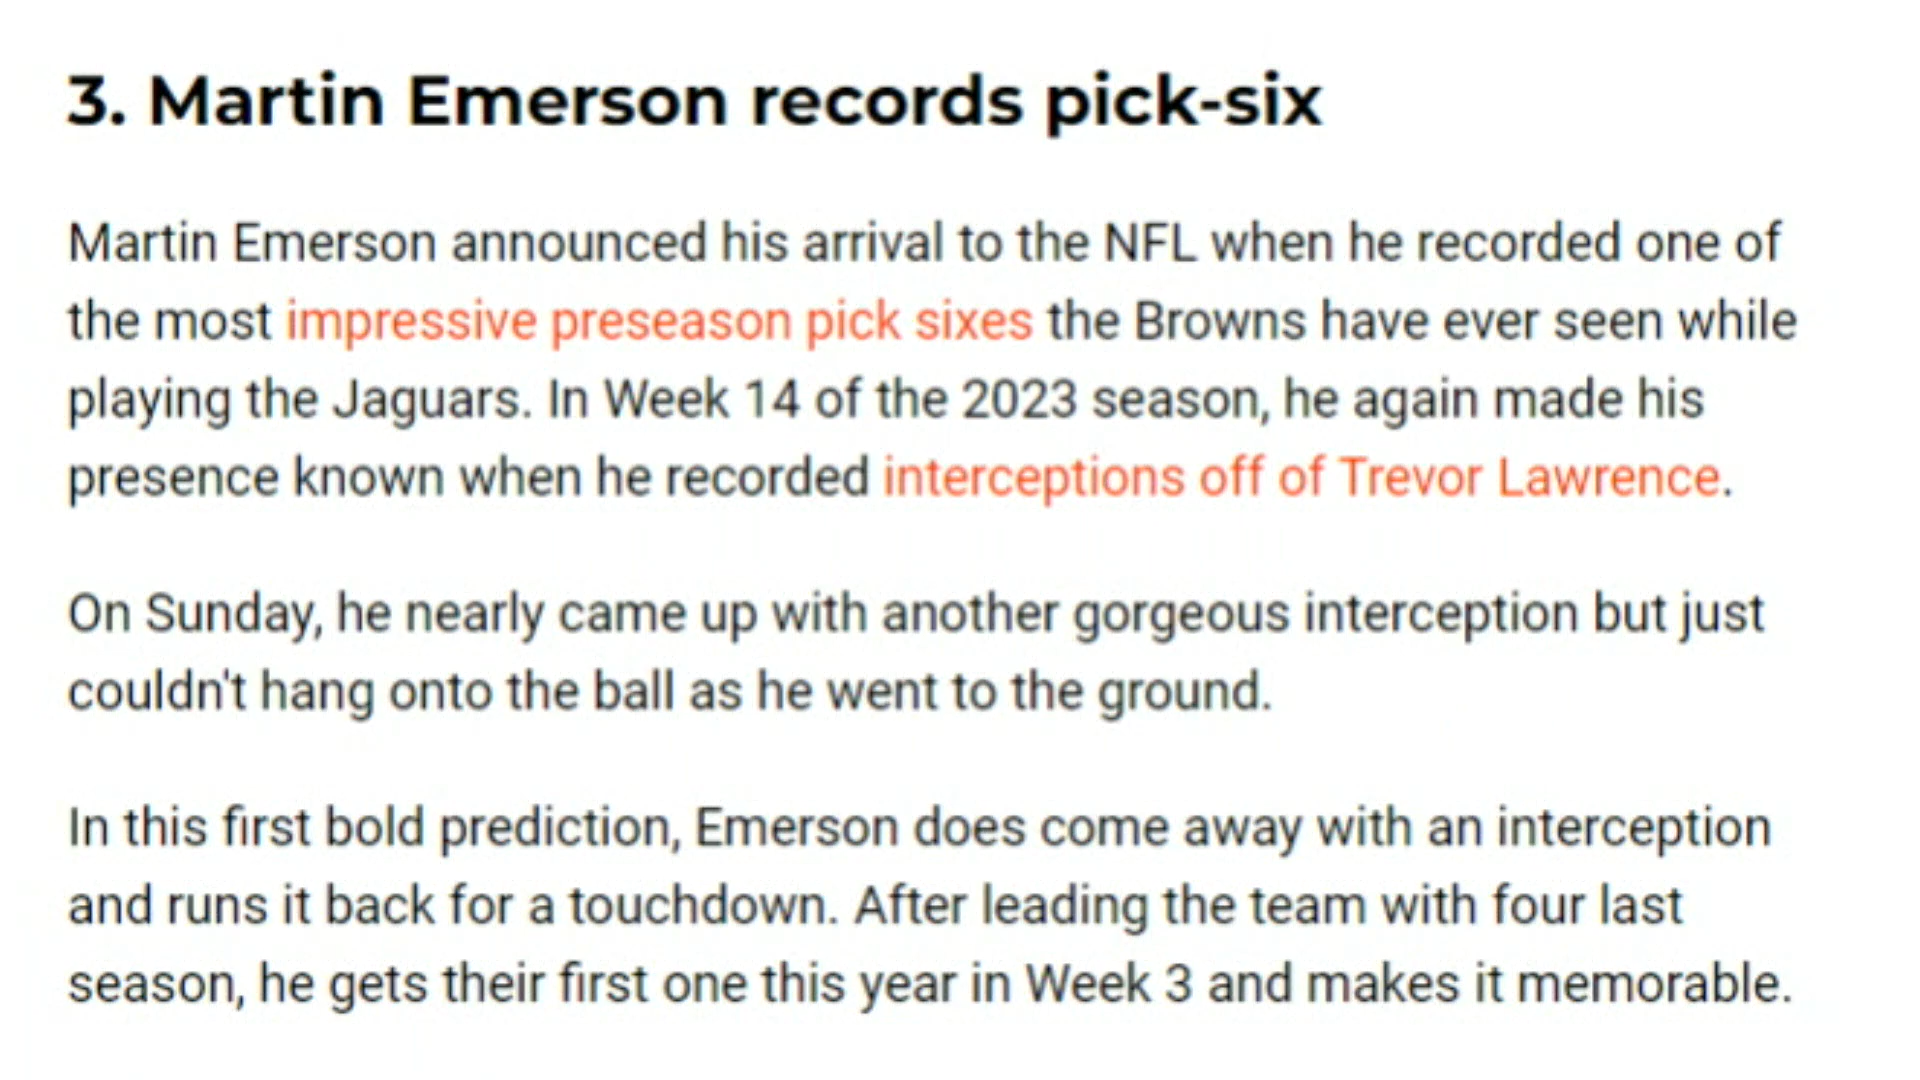 3. Martin Emerson records pick-six
Martin Emerson announced his arrival to the NFL when he recorded one of
the most impressive preseason pick sixes the Browns have ever seen while
playing the Jaguars. In Week 14 of the 2023 season, he again made his
presence known when he recorded interceptions off of Trevor Lawrence.
On Sunday, he nearly came up with another gorgeous interception but just
couldn't hang onto the ball as he went to the ground.
In this first bold prediction, Emerson does come away with an interception
and runs it back for a touchdown. After leading the team with four last
season, he gets their first one this year in Week 3 and makes it memorable.